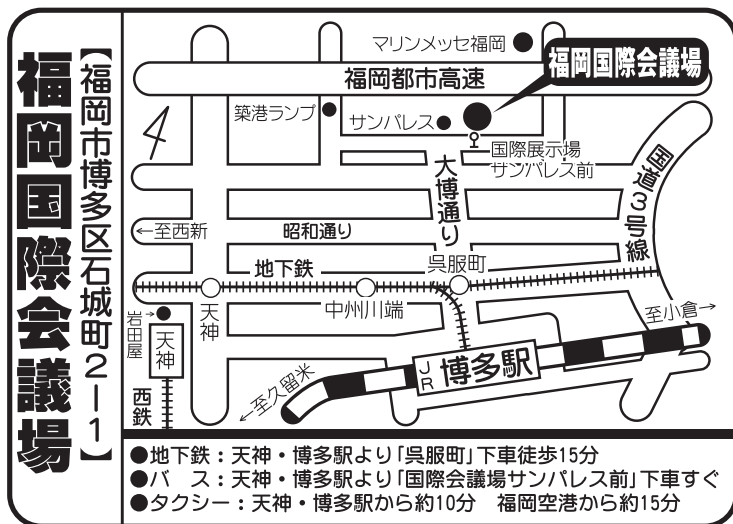 福岡国際会議場
【福岡市博多区石城町2−1】
マリンメッセ福岡
福岡国際会議場
福岡都市高速
築港ランプ
サンパレス
国際展示場
サンパレス前
大博通り
国道3号線
←至西新
昭和通り
地下鉄
呉服町
天神
中州川端
至小倉→
岩田屋
天神
西鉄
←至久留米
JR
博多駅
●地下鉄：天神・博多駅より「呉服町」下車徒歩15分
●バ　ス：天神・博多駅より「国際会議場サンパレス前」下車すぐ
●タクシー：天神・博多駅から約10分　福岡空港から約15分